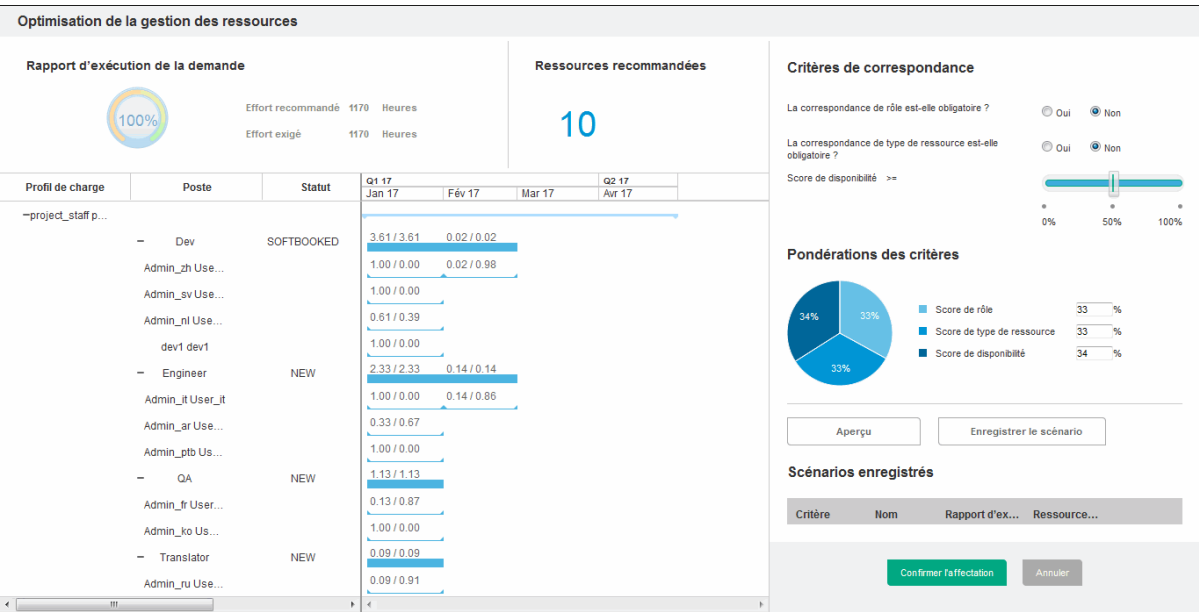 Optimisation de la gestion des ressources
Rapport d'exécution de la demande
100%
Effort recommandé 1170 Heures
Effort exigé 1170 Heures
Ressources recommandées
10
Profil de charge Poste Statut
Q1 17 Q2 17
Jan 17 Fév 17 Mar 17 Avr 17
project_staff p...
Dev SOFTBOOKED 3.61 / 3.61 0.02 / 0.02
Admin_zh Use... 1.00 / 0.00 0.02 / 0.98
Admin_sv Use... 1.00 / 0.00
Admin_nl Use... 0.61 / 0.39
dev1 dev1 1.00 / 0.00
Engineer NEW 2.33 / 2.33 0.14 / 0.14
Admin_it User_it 1.00 / 0.00 0.14 / 0.86
Admin_ar Use... 0.33 / 0.67
Admin_ptb Us... 1.00 / 0.00
QA NEW 1.13 / 1.13
Admin_fr User... 0.13 / 0.87
Admin_ko Us... 1.00 / 0.00
Translator NEW 0.09 / 0.09
Admin_ru Use... 0.09 / 0.91
Critères de correspondance
La correspondance de rôle est-elle obligatoire ? Oui Non
La correspondance de type de ressource est-elle
obligatoire ? Oui Non
Score de disponibilité >=
0% 50% 100%
Pondérations des critères
34% 33%
33%
Score de rôle 33 %
Score de type de ressource 33 %
Score de disponibilité 34 %
Aperçu Enregistrer le scénario
Scénarios enregistrés
Critère Nom Rapport d'ex... Ressource...
Confirmer l'affectation Annuler